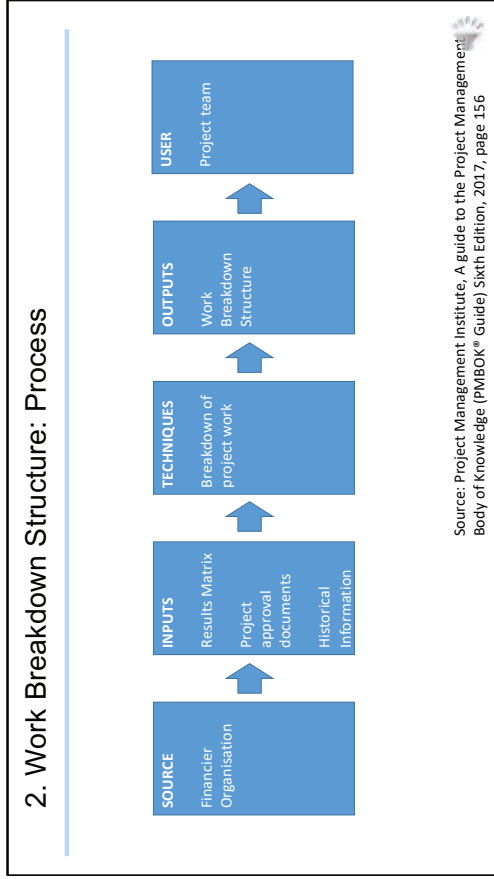 2. Work Breakdown Structure: Process
SOURCE
Financier
Organisation
INPUTS
Results Matrix
Project
approval
documents
Historical
Information
TECHNIQUES
Breakdown of
project work
OUTPUTS
Work
Breakdown
Structure
USER
Project team
Source: Project Management Institute, A guide to the Project Management
Body of Knowledge (PMBOK® Guide) Sixth Edition, 2017, page 156